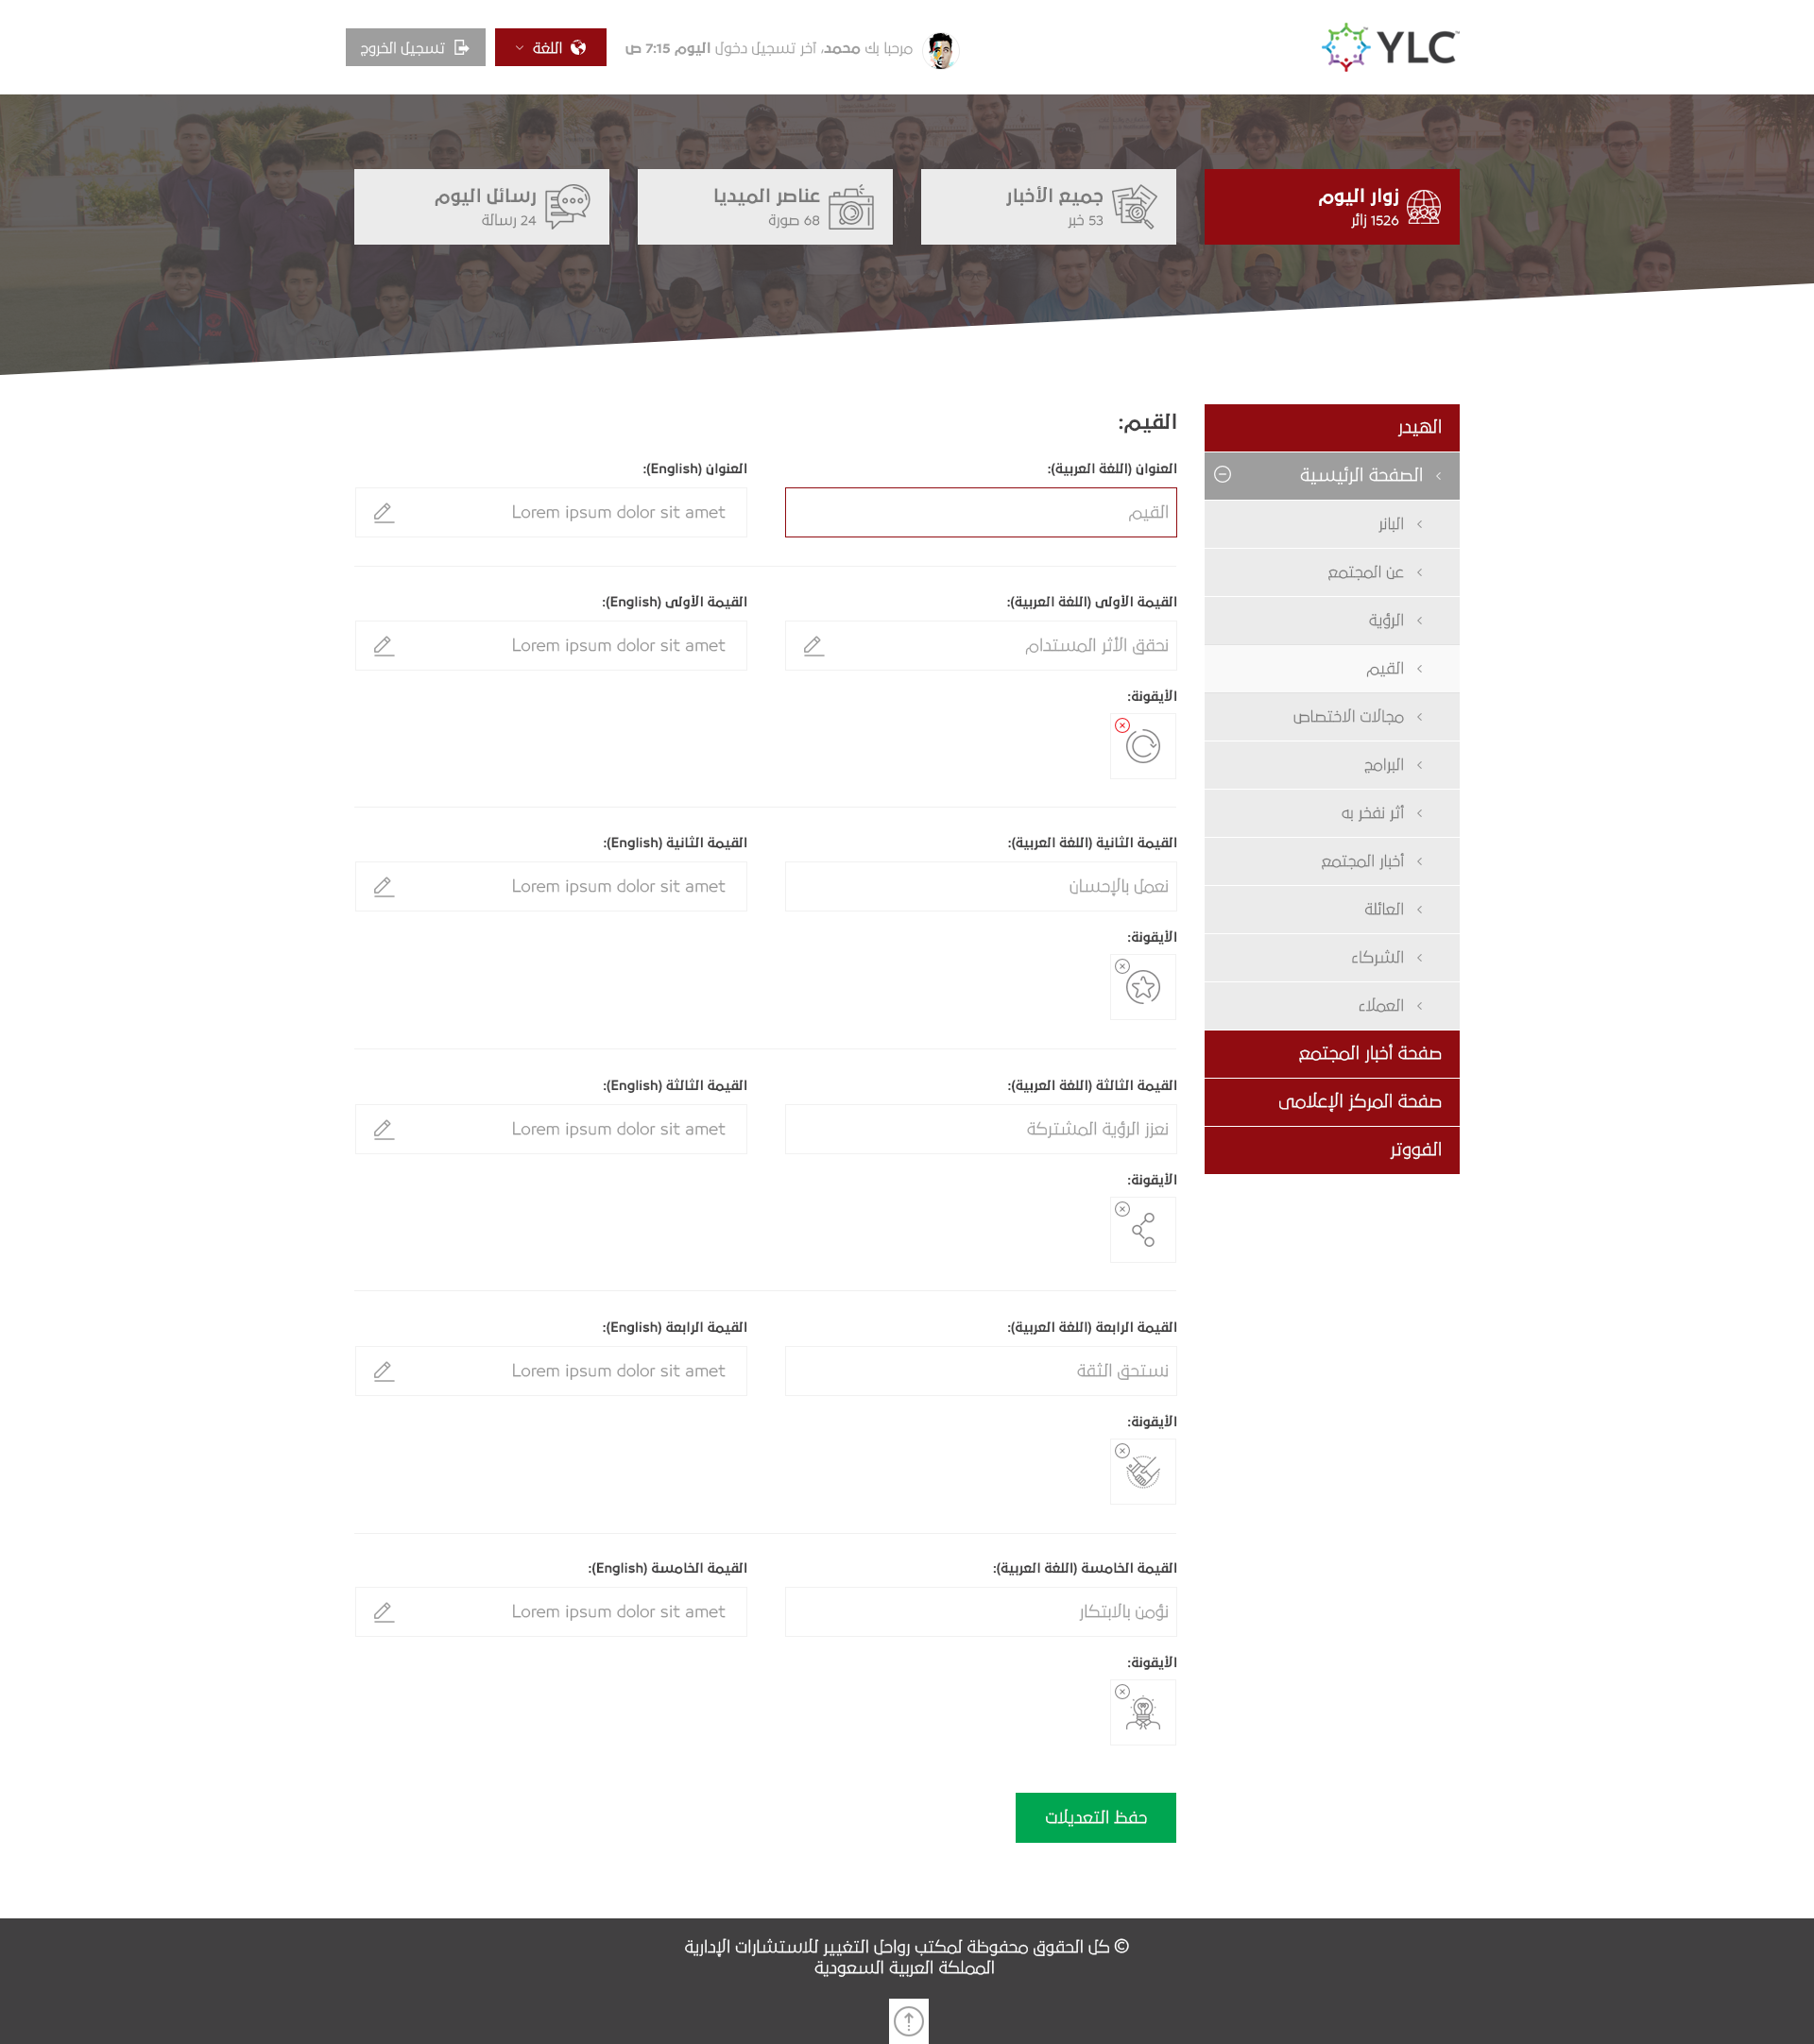 YLC
مرحبا بك محمد، آخر تسجيل دخول اليوم 7:15 ص
اللغة
تسجيل الخروج
زوار اليوم
1526 زائر
جميع الأخبار
53 خبر
عناصر الميديا
68 صورة
رسائل اليوم
24 رسالة
الهيدر
الصفحة الرئيسية
البانر
عن المجتمع
الرؤية
القيم
مجالات الاختصاص
البرامج
أثر نفخر به
أخبار المجتمع
العائلة
الشركاء
العملاء
صفحة أخبار المجتمع
صفحة المركز الإعلامى
الفووتر
القيم:
العنوان (اللغة العربية):
العنوان (English):
القيم
Lorem ipsum dolor sit amet
القيمة الأولى (اللغة العربية):
القيمة الأولى (English):
نحقق الأثر المستدام
Lorem ipsum dolor sit amet
الأيقونة:
القيمة الثانية (اللغة العربية):
القيمة الثانية (English):
نعمل بالإحسان
Lorem ipsum dolor sit amet
الأيقونة:
القيمة الثالثة (اللغة العربية):
القيمة الثالثة (English):
نعزز الرؤية المشتركة
Lorem ipsum dolor sit amet
الأيقونة:
القيمة الرابعة (اللغة العربية):
القيمة الرابعة (English):
نستحق الثقة
Lorem ipsum dolor sit amet
الأيقونة:
القيمة الخامسة (اللغة العربية):
القيمة الخامسة (English):
نؤمن بالابتكار
Lorem ipsum dolor sit amet
الأيقونة:
حفظ التعديلات
© كل الحقوق محفوظة لمكتب رواحل التغيير للاستشارات الإدارية
المملكة العربية السعودية